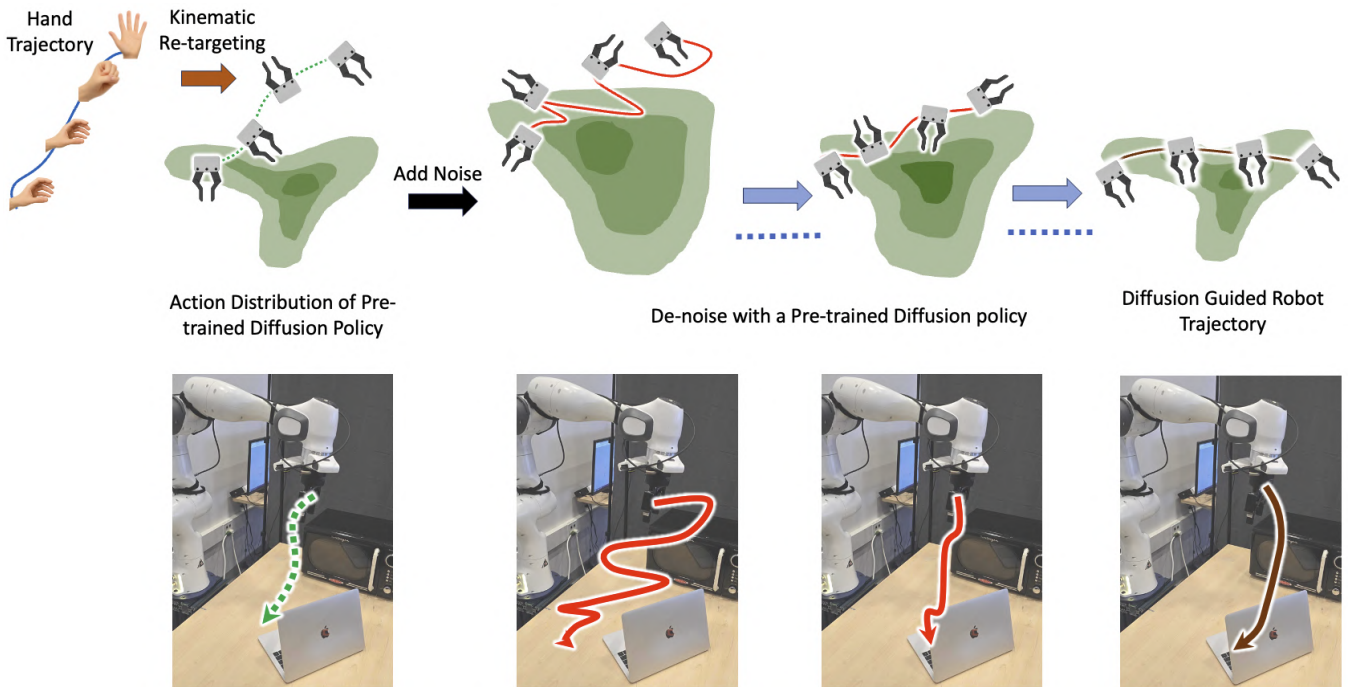 Hand
Trajectory
Kinematic
Re-targeting
Add Noise
Action Distribution of Pre-
trained Diffusion Policy
De-noise with a Pre-trained Diffusion policy
Diffusion Guided Robot
Trajectory